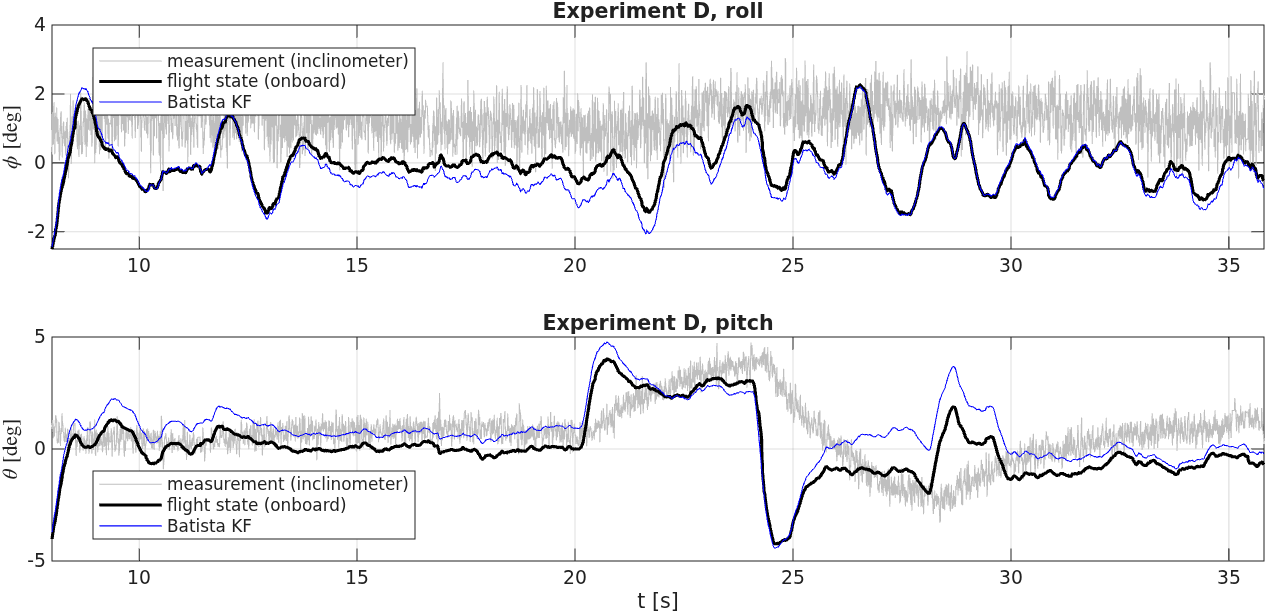 Experiment D, roll
4
2
0
-2
ϕ [deg]
measurement (inclinometer)
flight state (onboard)
Batista KF
10 15 20 25 30 35
Experiment D, pitch
5
0
-5
θ [deg]
measurement (inclinometer)
flight state (onboard)
Batista KF
10 15 20 25 30 35
t [s]